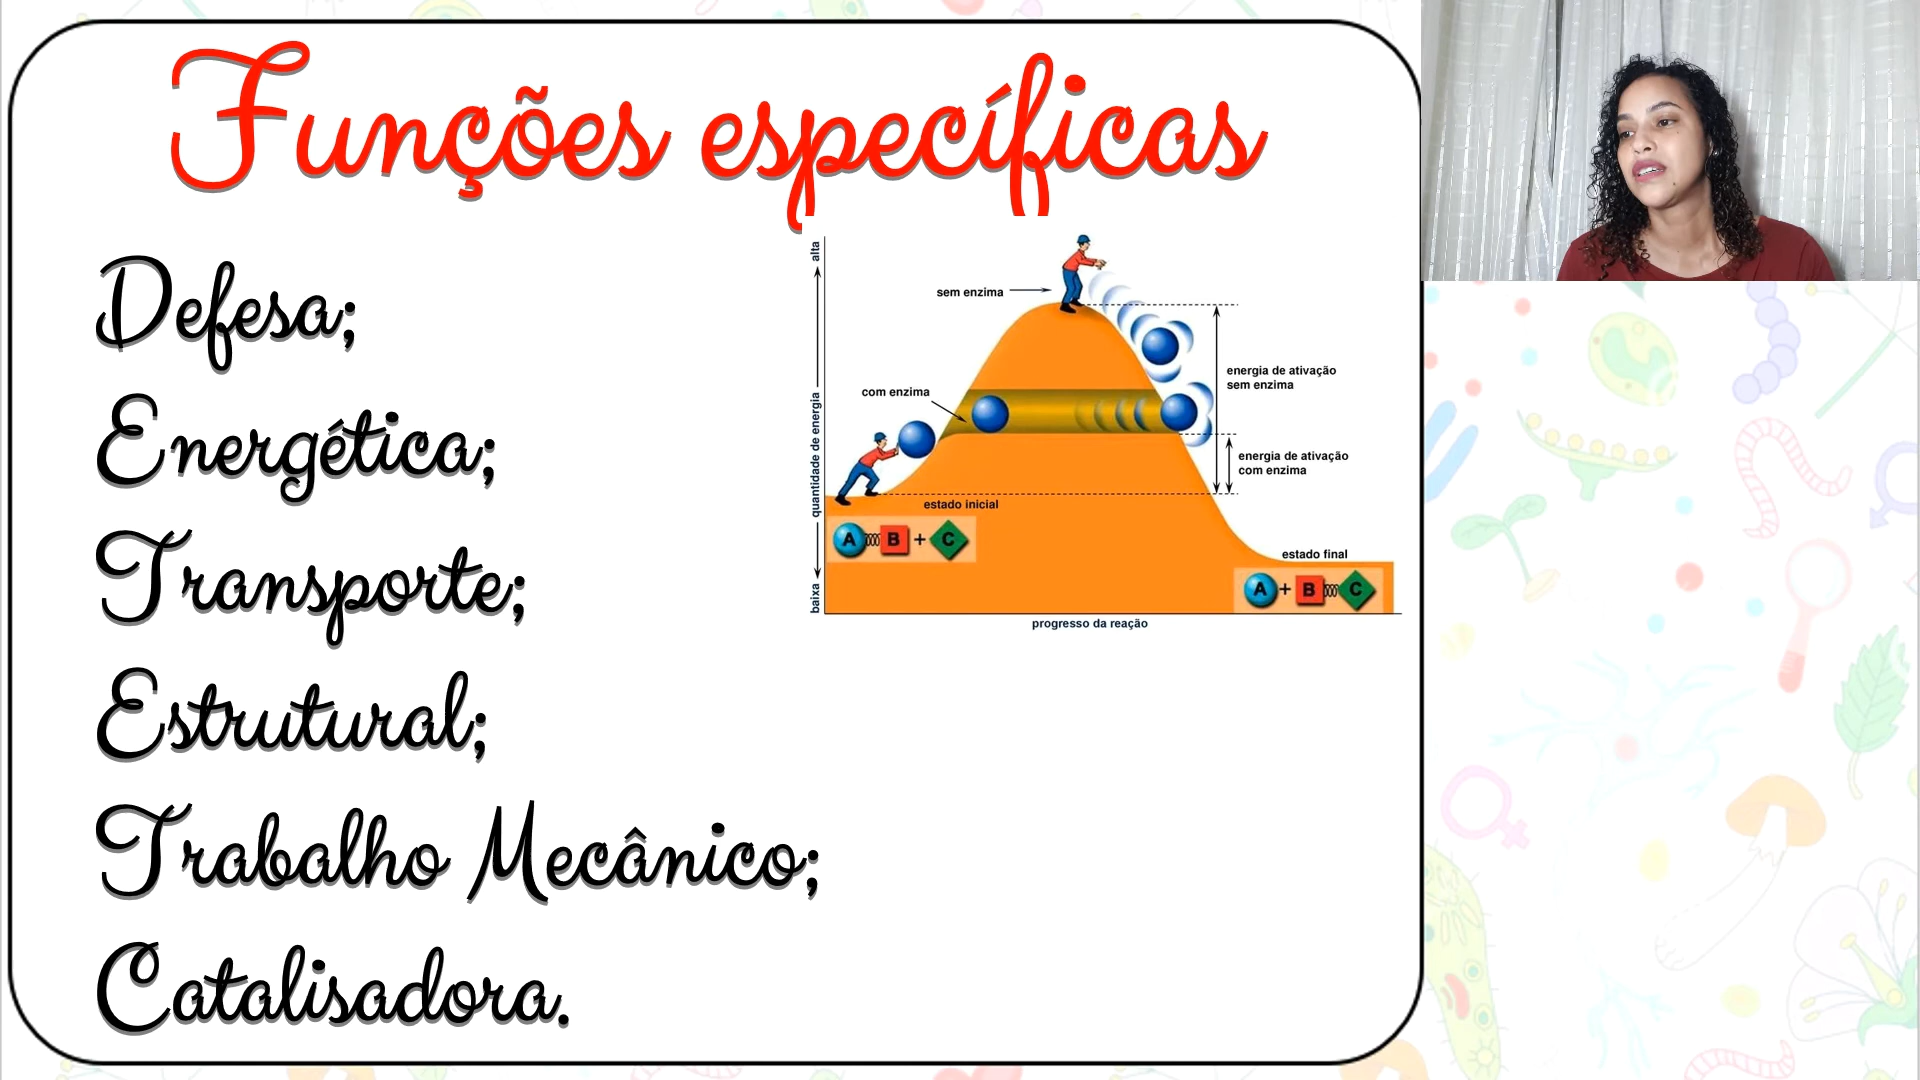 Funções específicas
Defesa;
Energética;
Transporte;
Estrutural;
Trabalho Mecânico;
Catalisadora.
alta
quantidade de energia
baixa
sem enzima
com enzima
energia de ativação
sem enzima
energia de ativação
com enzima
estado inicial
A B + C
estado final
A + B C
progresso da reação